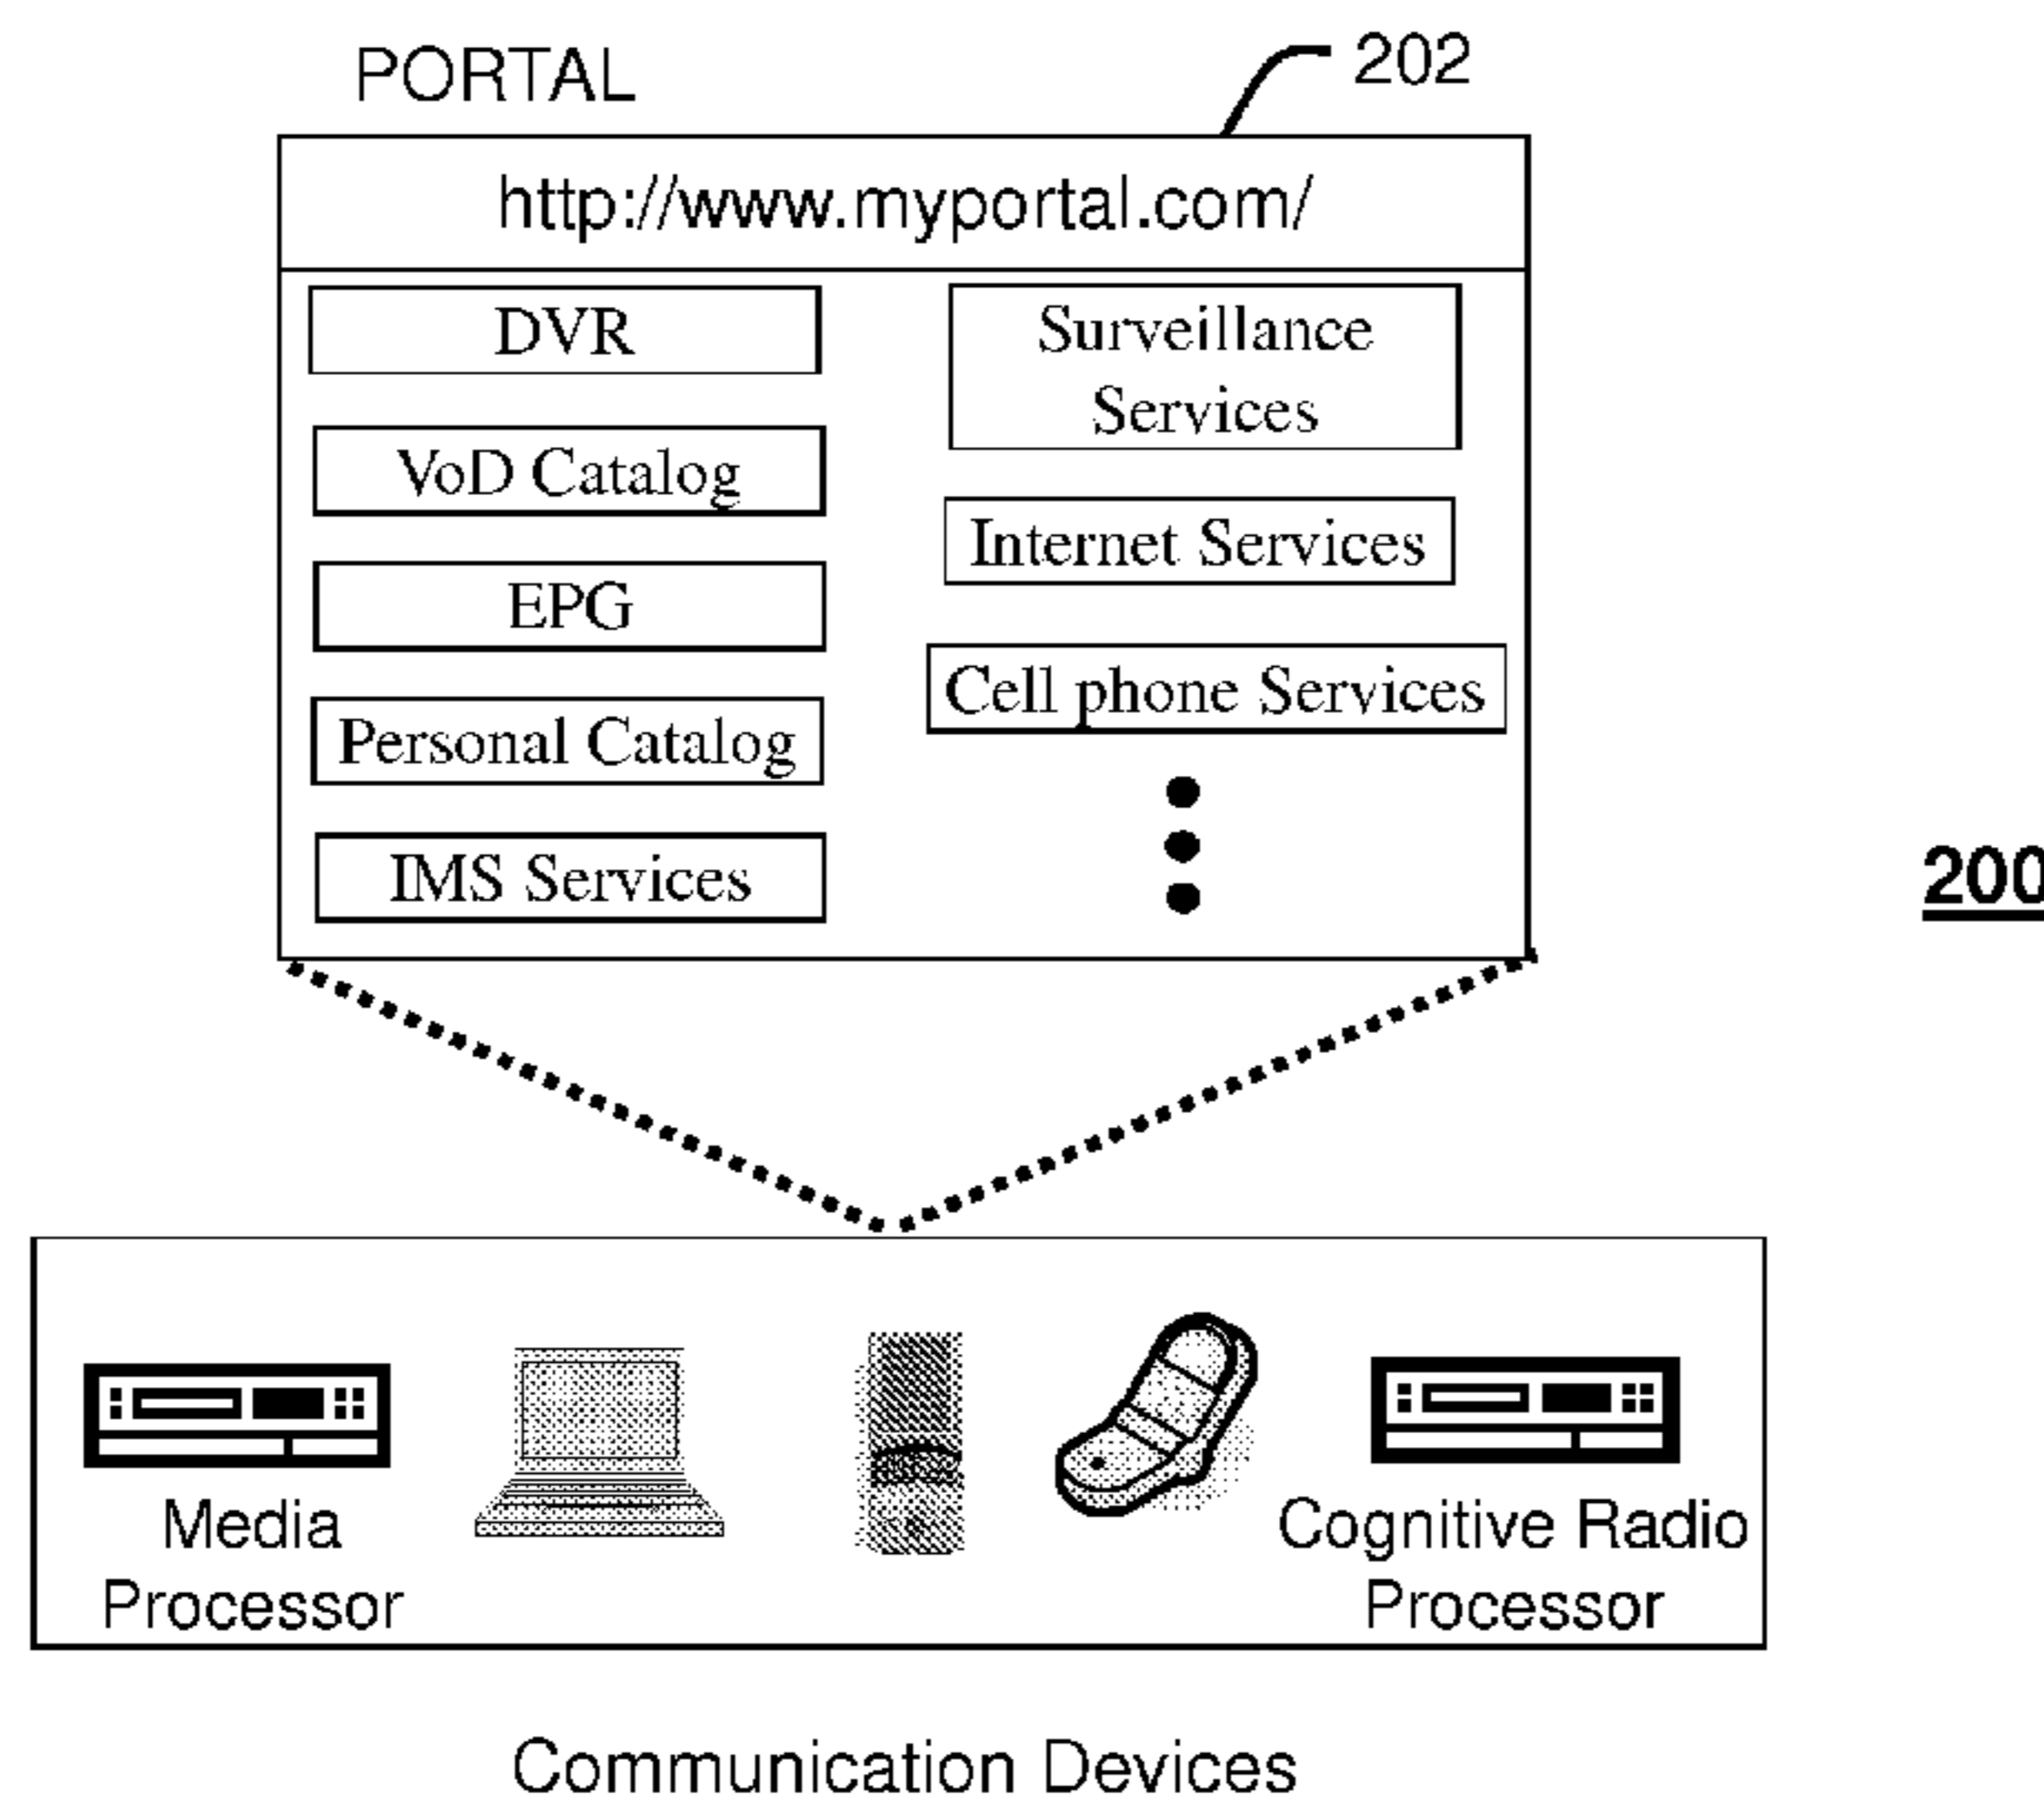 PORTAL
202
http://www.myportal.com/
DVR
VoD Catalog
EPG
Personal Catalog
IMS Services
Surveillance
Services
Internet Services
Cell phone Services
200
Media
Processor
Cognitive Radio
Processor
Communication Devices